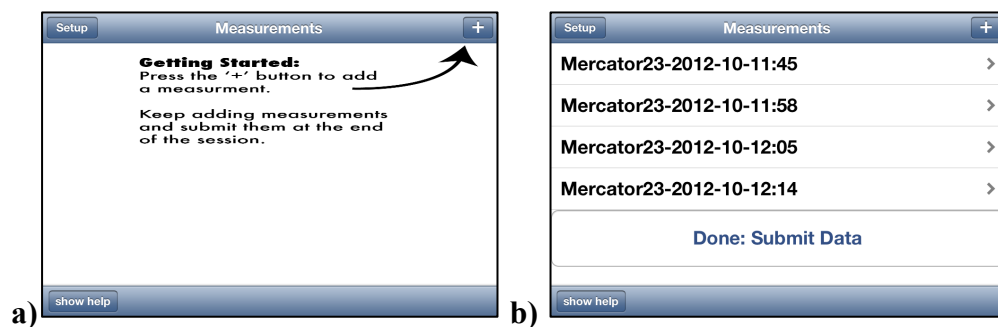 Setup Measurements +
Getting Started:
Press the '+' button to add
a measurment.
Keep adding measurements
and submit them at the end
of the session.
show help
a)
Setup Measurements +
Mercator23-2012-10-11:45
Mercator23-2012-10-11:58
Mercator23-2012-10-12:05
Mercator23-2012-10-12:14
Done: Submit Data
show help
b)